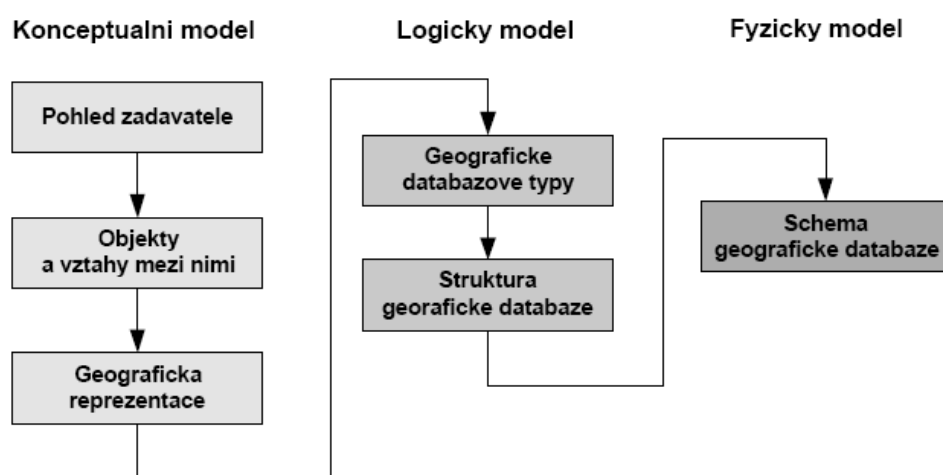 Konceptualni model
Pohled zadavatele
Objekty
a vztahy mezi nimi
Geograficka
reprezentace
Logicky model
Geograficke
databazove typy
Struktura
georaficke databaze
Fyzicky model
Schema
geograficke databaze